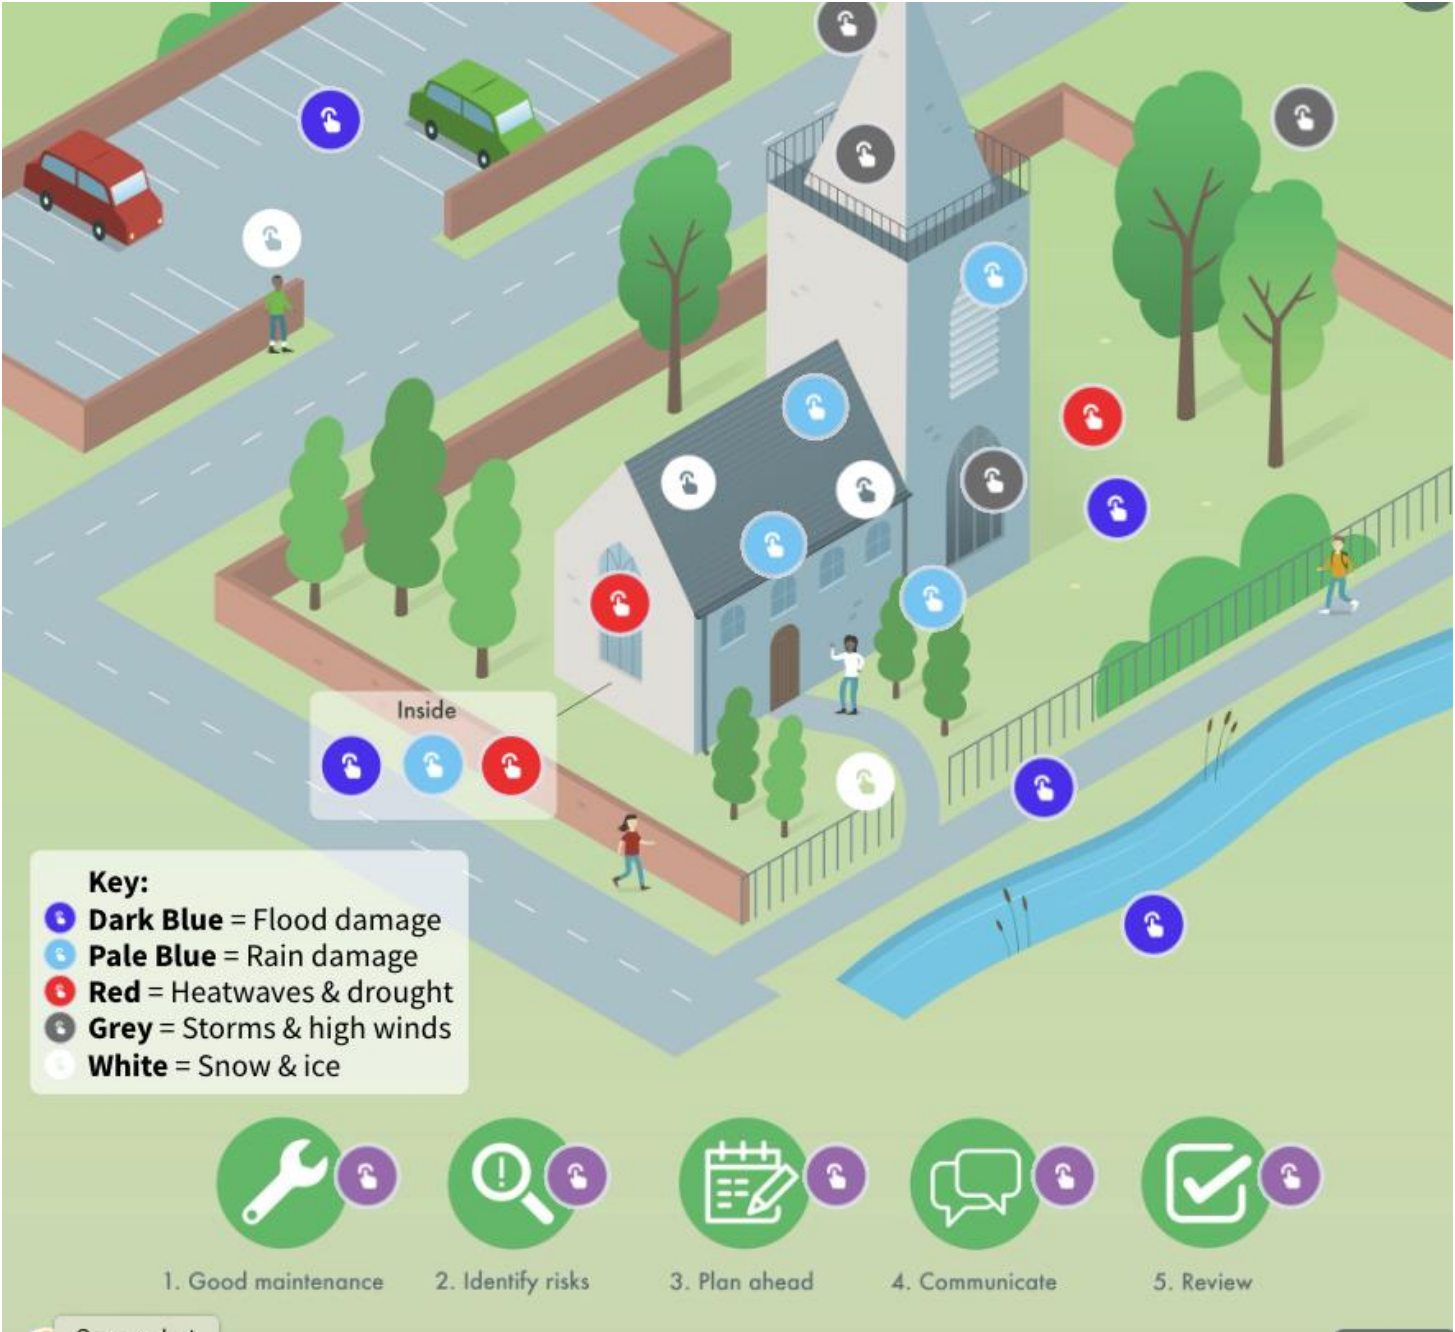 Inside
Key:
Dark Blue = Flood damage
Pale Blue = Rain damage
Red = Heatwaves & drought
Grey = Storms & high winds
White = Snow & ice
1. Good maintenance
2. Identify risks
3. Plan ahead
4. Communicate
5. Review